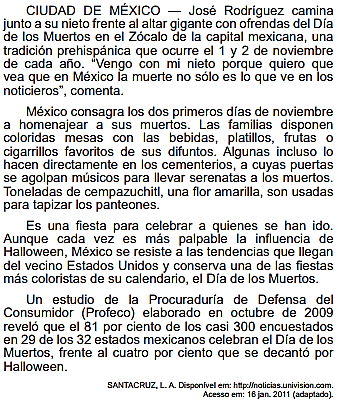 CIUDAD DE MÉXICO — José Rodríguez camina
junto a su nieto frente al altar gigante con ofrendas del Día
de los Muertos en el Zócalo de la capital mexicana, una
tradición prehispánica que ocurre el 1 y 2 de noviembre
de cada año. “Vengo con mi nieto porque quiero que
vea que en México la muerte no sólo es lo que ve en los
noticieros”, comenta.
México consagra los dos primeros días de noviembre
a homenajear a sus muertos. Las familias disponen
coloridas mesas con las bebidas, platillos, frutas o
cigarrillos favoritos de sus difuntos. Algunas incluso lo
hacen directamente en los cementerios, a cuyas puertas
se agolpan músicos para llevar serenatas a los muertos.
Toneladas de cempazuchitl, una flor amarilla, son usadas
para tapizar los panteones.
Es una fiesta para celebrar a quienes se han ido.
Aunque cada vez es más palpable la influencia de
Halloween, México se resiste a las tendencias que llegan
del vecino Estados Unidos y conserva una de las fiestas
más coloristas de su calendario, el Día de los Muertos.
Un estudio de la Procuraduría de Defensa del
Consumidor (Profeco) elaborado en octubre de 2009
reveló que el 81 por ciento de los casi 300 encuestados
en 29 de los 32 estados mexicanos celebran el Día de los
Muertos, frente al cuatro por ciento que se decantó por
Halloween.
SANTACRUZ, L. A. Disponível em: http://noticias.univision.com.
Acesso em: 16 jan. 2011 (adaptado).